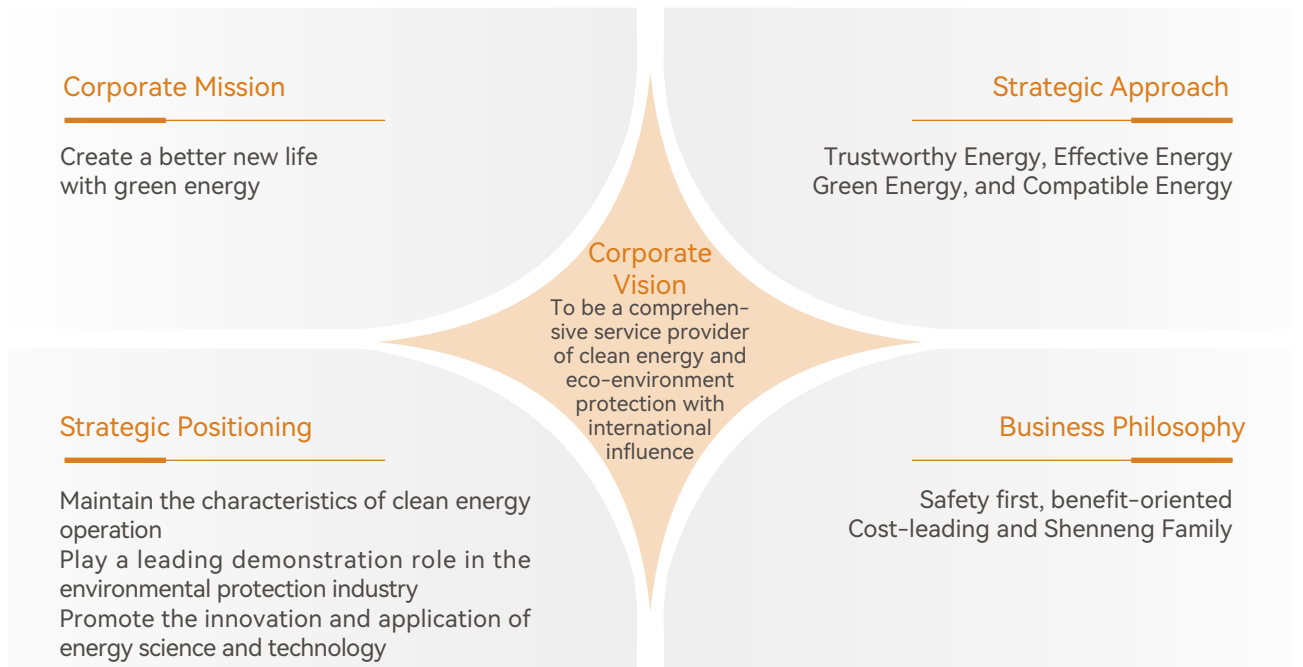 Corporate Mission
Create a better new life
with green energy
Strategic Approach
Trustworthy Energy, Effective Energy
Green Energy, and Compatible Energy
Corporate
Vision
To be a comprehen-
sive service provider
of clean energy and
eco-environment
protection with
international
influence
Strategic Positioning
Maintain the characteristics of clean energy
operation
Play a leading demonstration role in the
environmental protection industry
Promote the innovation and application of
energy science and technology
Business Philosophy
Safety first, benefit-oriented
Cost-leading and Shenneng Family